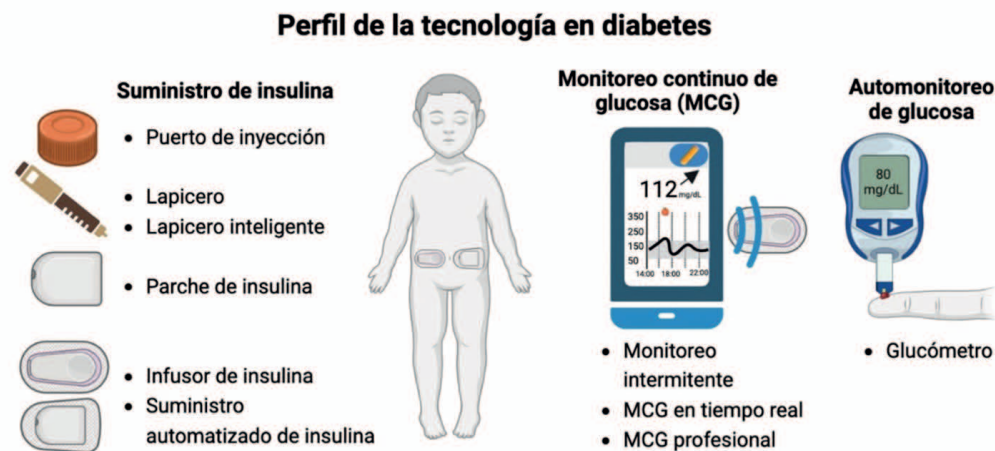 Perfil de la tecnología en diabetes
Suministro de insulina
• Puerto de inyección
• Lapicero
• Lapicero inteligente
• Parche de insulina
• Infusor de insulina
• Suministro
automatizado de insulina
Monitoreo continuo de
glucosa (MCG)
112 mg/dL
350
250
150
50
14:00 18:00 22:00
• Monitoreo
intermitente
• MCG en tiempo real
• MCG profesional
Automonitoreo
de glucosa
80
mg/dL
• Glucómetro